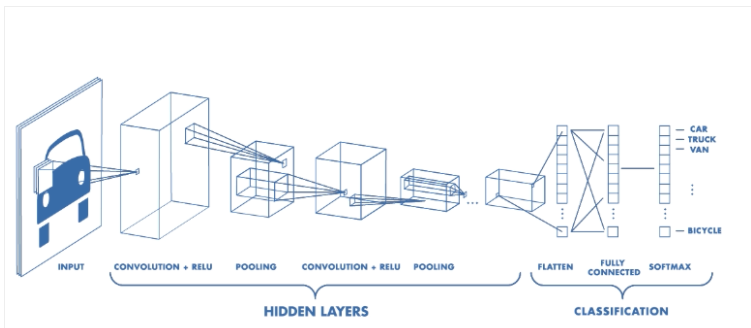 CAR
TRUCK
VAN
BICYCLE
INPUT
CONVOLUTION + RELU
POOLING
CONVOLUTION + RELU
POOLING
FLATTEN
FULLY
CONNECTED
SOFTMAX
HIDDEN LAYERS
CLASSIFICATION